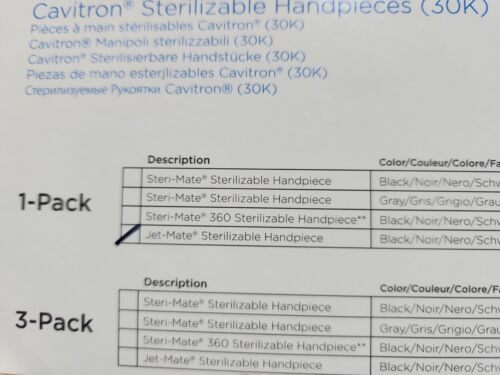 Cavitron® Sterilizable Handpieces (30K)
Pièces à main stérilisables Cavitron® (30K)
Cavitron® Manipoli sterilizzabili (30K)
Cavitron® Sterilisierbare Handstücke (30K)
Piezas de mano esterjlizables Cavitron® (30K)
Стерилизуемые Рукоятки Cavitron® (30K)
Description Color/Couleur/Colore/Fa
1-Pack
Steri-Mate® Sterilizable Handpiece Black/Noir/Nero/Schw
Steri-Mate® Sterilizable Handpiece Gray/Gris/Grigio/Grau
Steri-Mate® 360 Sterilizable Handpiece** Black/Noir/Nero/Schw
Jet-Mate® Sterilizable Handpiece Black/Noir/Nero/Schw
Description Color/Couleur/Colore/Fa
3-Pack
Steri-Mate® Sterilizable Handpiece Black/Noir/Nero/Schw
Steri-Mate® Sterilizable Handpiece Gray/Gris/Grigio/Grau
Steri-Mate® 360 Sterilizable Handpiece** Black/Noir/Nero/Schw
Jet-Mate® Sterilizable Handpiece Black/Noir/Nero/Schw